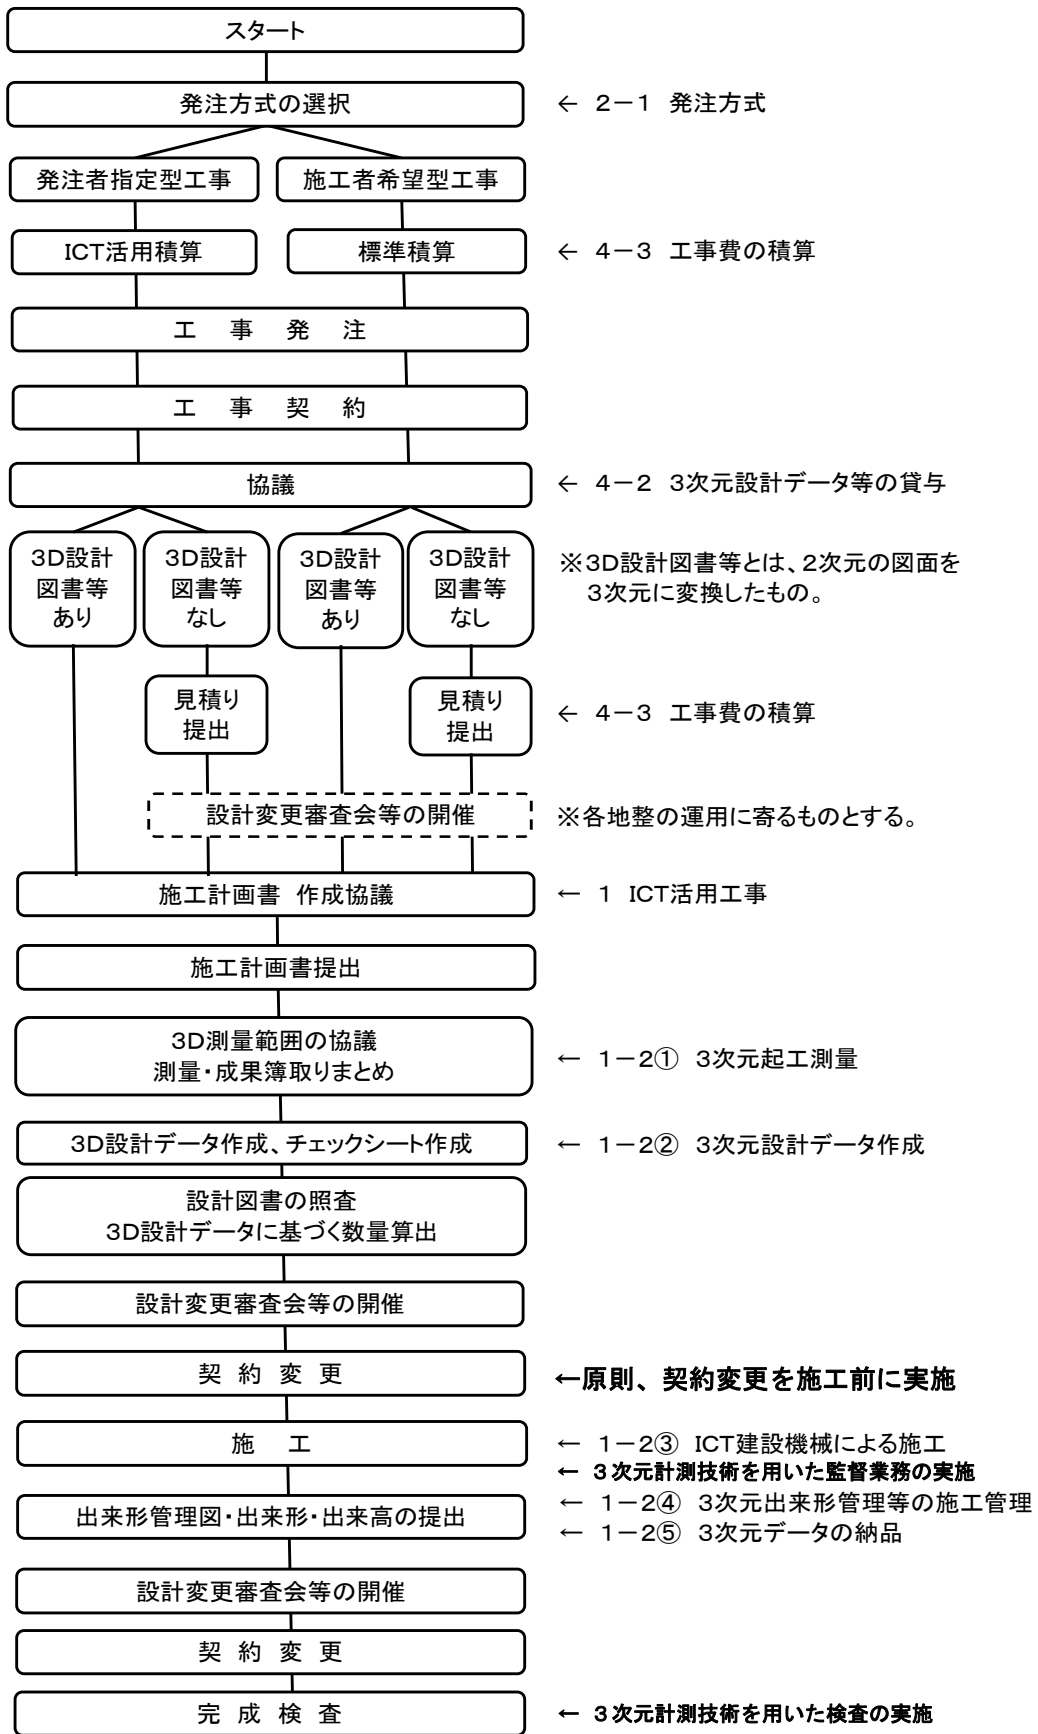 スタート
発注方式の選択
← 2-1 発注方式
発注者指定型工事
施工者希望型工事
ICT活用積算
標準積算
← 4-3 工事費の積算
工 事 発 注
工 事 契 約
協議
← 4-2 3次元設計データ等の貸与
3D設計
図書等
あり
3D設計
図書等
なし
3D設計
図書等
あり
3D設計
図書等
なし
※3D設計図書等とは、2次元の図面を
3次元に変換したもの。
見積り
提出
見積り
提出
← 4-3 工事費の積算
設計変更審査会等の開催
※各地整の運用に寄るものとする。
施工計画書 作成協議
← 1 ICT活用工事
施工計画書提出
3D測量範囲の協議
測量・成果簿取りまとめ
← 1-2① 3次元起工測量
3D設計データ作成、チェックシート作成
← 1-2② 3次元設計データ作成
設計図書の照査
3D設計データに基づく数量算出
設計変更審査会等の開催
契 約 変 更
←原則、契約変更を施工前に実施
施 工
← 1-2③ ICT建設機械による施工
← 3次元計測技術を用いた監督業務の実施
出来形管理図・出来形・出来高の提出
← 1-2④ 3次元出来形管理等の施工管理
← 1-2⑤ 3次元データの納品
設計変更審査会等の開催
契 約 変 更
完 成 検 査
← 3次元計測技術を用いた検査の実施